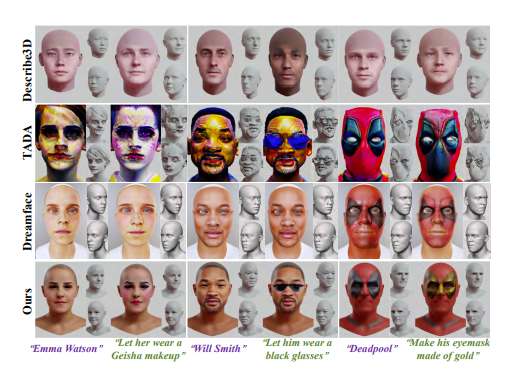 Describe3D
TADA
Dreamface
Ours
"Emma Watson"
"Let her wear a
Geisha makeup"
"Will Smith"
"Let him wear a
black glasses"
"Deadpool"
"Make his eyemask
made of gold"